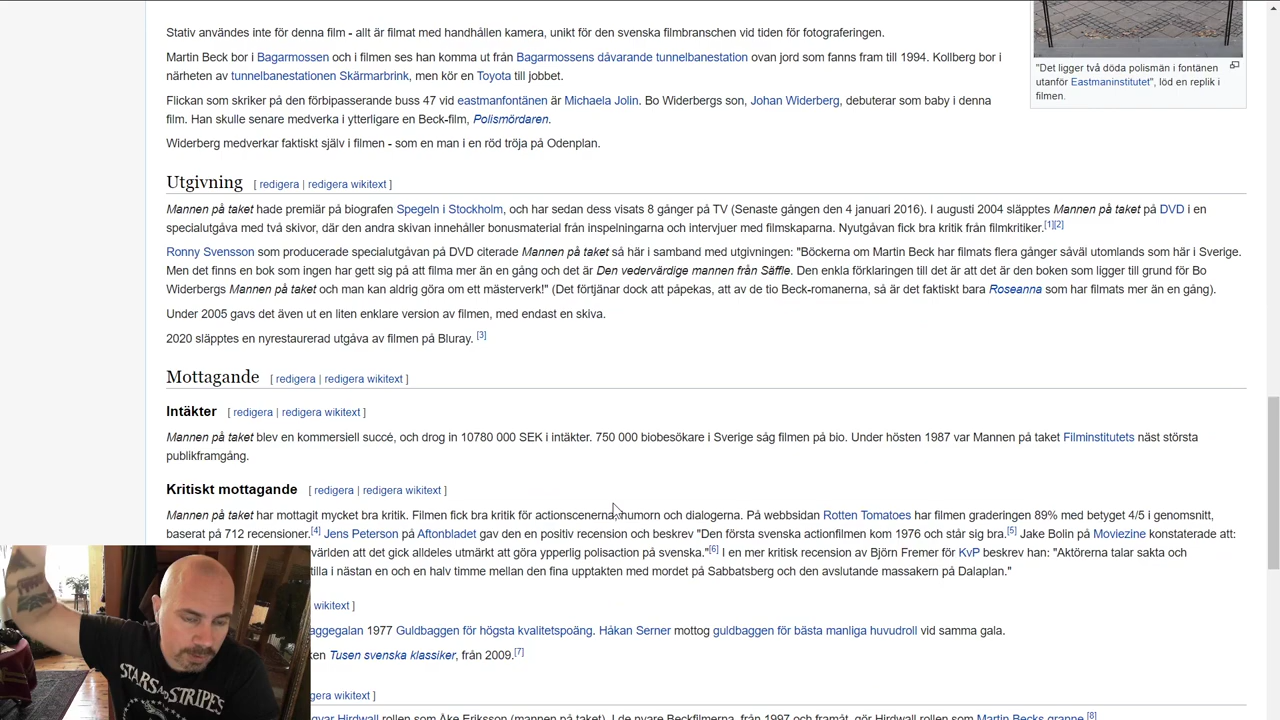 Stativ användes inte för denna film - allt är filmat med handhållen kamera, unikt för den svenska filmbranschen vid tiden för fotograferingen.
Martin Beck bor i Bagarmossen och i filmen ses han komma ut från Bagarmossens dåvarande tunnelbanestation ovan jord som fanns fram till 1994. Kollberg bor i
närheten av tunnelbanestationen Skärmarbrink, men kör en Toyota till jobbet.
Flickan som skriker på den förbipasserande buss 47 vid eastmanfontänen är Michaela Jolin. Bo Widerbergs son, Johan Widerberg, debuterar som baby i denna
film. Han skulle senare medverka i ytterligare en Beck-film, Polismördaren.
Widerberg medverkar faktiskt själv i filmen - som en man i en röd tröja på Odenplan.
"Det ligger två döda polismän i fontänen
utanför Eastmaninstitutet", löd en replik i
filmen.
Utgivning [ redigera | redigera wikitext ]
Mannen på taket hade premiär på biografen Spegeln i Stockholm, och har sedan dess visats 8 gånger på TV (Senaste gången den 4 januari 2016). I augusti 2004 släpptes Mannen på taket på DVD i en
specialutgåva med två skivor, där den andra skivan innehåller bonusmaterial från inspelningarna och intervjuer med filmskaparna. Nyutgåvan fick bra kritik från filmkritiker.[1][2]
Ronny Svensson som producerade specialutgåvan på DVD citerade Mannen på taket så här i samband med utgivningen: "Böckerna om Martin Beck har filmats flera gånger såväl utomlands som här i Sverige.
Men det finns en bok som ingen har gett sig på att filma mer än en gång och det är Den vedervärdige mannen från Säffle. Den enkla förklaringen till det är att det är den boken som ligger till grund för Bo
Widerbergs Mannen på taket och man kan aldrig göra om ett mästerverk!" (Det förtjänar dock att påpekas, att av de tio Beck-romanerna, så är det faktiskt bara Roseanna som har filmats mer än en gång).
Under 2005 gavs det även ut en liten enklare version av filmen, med endast en skiva.
2020 släpptes en nyrestaurerad utgåva av filmen på Bluray. [3]
Mottagande [ redigera | redigera wikitext ]
Intäkter [ redigera | redigera wikitext ]
Mannen på taket blev en kommersiell succé, och drog in 10780 000 SEK i intäkter. 750 000 biobesökare i Sverige såg filmen på bio. Under hösten 1987 var Mannen på taket Filminstitutets näst största
publikframgång.
Kritiskt mottagande [ redigera | redigera wikitext ]
Mannen på taket har mottagit mycket bra kritik. Filmen fick bra kritik för actionscenerna, humorn och dialogerna. På webbsidan Rotten Tomatoes har filmen graderingen 89% med betyget 4/5 i genomsnitt,
baserat på 712 recensioner.[4] Jens Peterson på Aftonbladet gav den en positiv recension och beskrev "Den första svenska actionfilmen kom 1976 och står sig bra.[5] Jake Bolin på Moviezine konstaterade att:
världen att det gick alldeles utmärkt att göra ypperlig polisaction på svenska."[6] I en mer kritisk recension av Björn Fremer för KvP beskrev han: "Aktörerna talar sakta och
tilla i nästan en och en halv timme mellan den fina upptakten med mordet på Sabbatsberg och den avslutande massakern på Dalaplan."
wikitext ]
aggegalan 1977 Guldbaggen för högsta kvalitetspoäng. Håkan Serner mottog guldbaggen för bästa manliga huvudroll vid samma gala.
ken Tusen svenska klassiker, från 2009.[7]
gera wikitext ]
gvar Hirdwall rollen som Åke Eriksson (mannen på taket). I de nyare Beckfilmerna, från 1997 och framåt, gör Hirdwall rollen som Martin Becks granne.[8]
STARS AND STRIPES